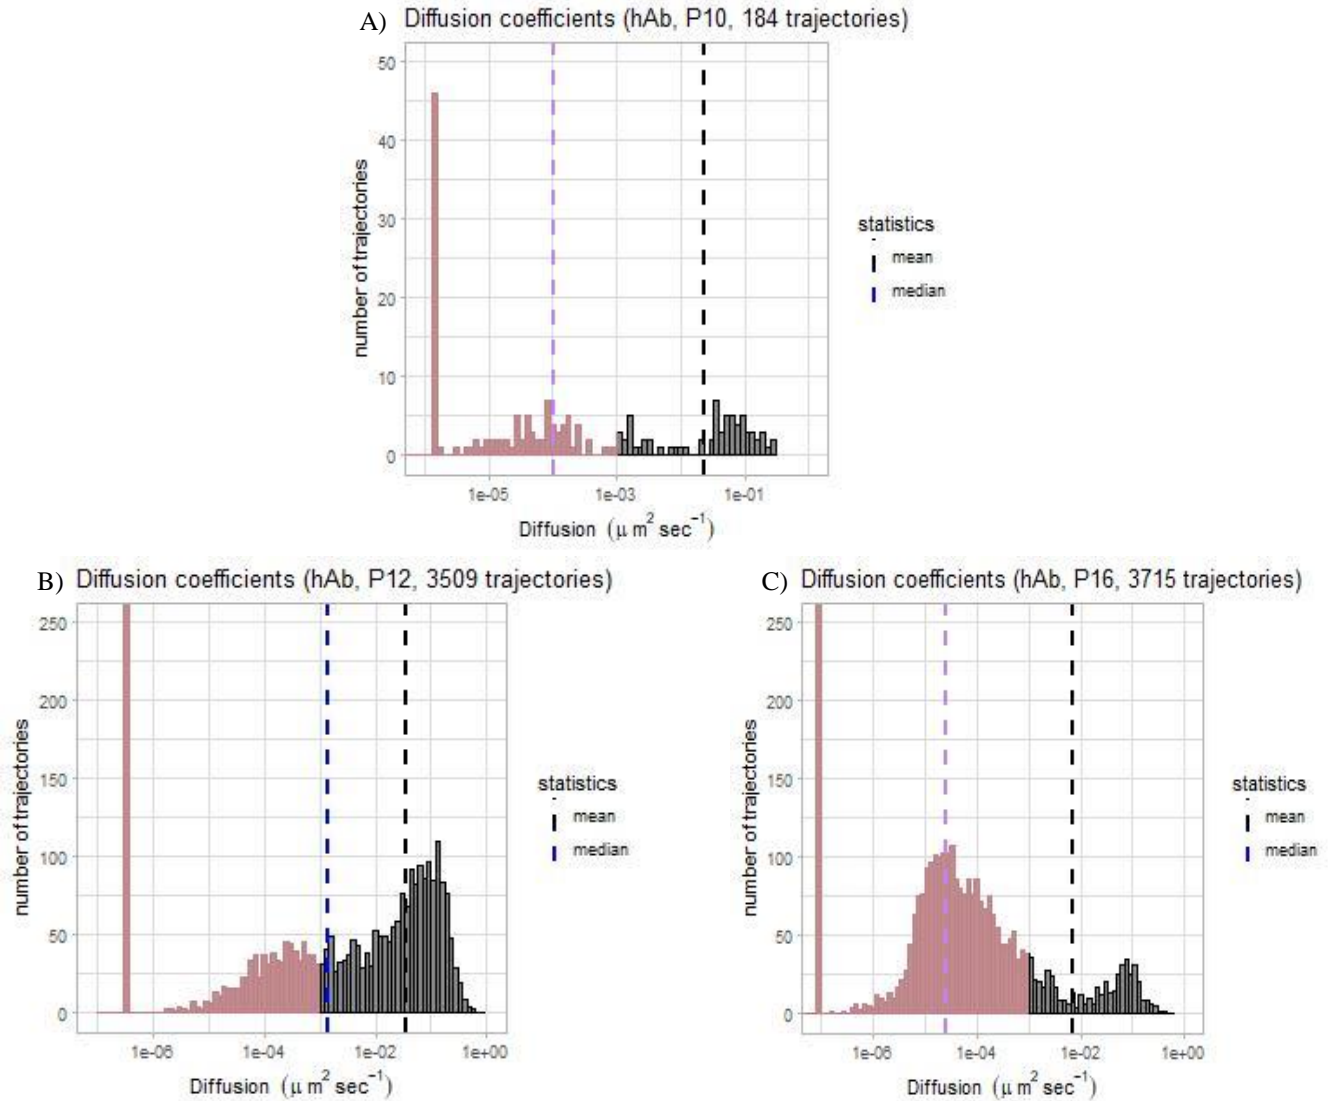 A) Diffusion coefficients (hAb, P10, 184 trajectories)
50
40
30
20
10
0
number of trajectories
1e-05 1e-03 1e-01
Diffusion (μ m² sec⁻¹)
statistics
mean
median
B) Diffusion coefficients (hAb, P12, 3509 trajectories)
250
200
150
100
50
0
number of trajectories
1e-06 1e-04 1e-02 1e+00
Diffusion (μ m² sec⁻¹)
statistics
mean
median
C) Diffusion coefficients (hAb, P16, 3715 trajectories)
250
200
150
100
50
0
number of trajectories
1e-06 1e-04 1e-02 1e+00
Diffusion (μ m² sec⁻¹)
statistics
mean
median